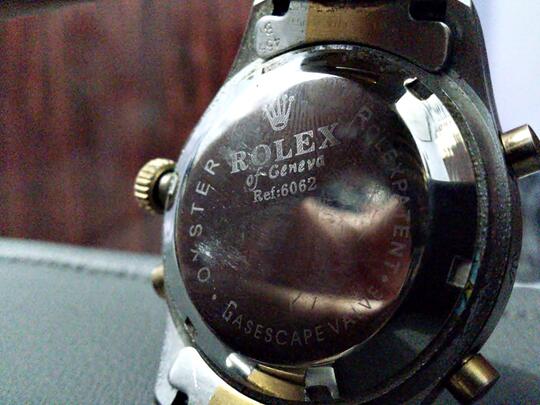 ROLEX
of Geneva
Ref:6062
OYSTER
ROLEXPATENT
GASESCAPEVALVE